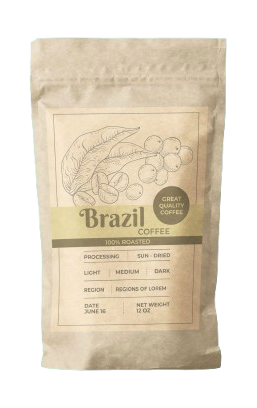 GREAT
QUALITY
COFFEE
Brazil
COFFEE
100% ROASTED
PROCESSING SUN - DRIED
LIGHT MEDIUM DARK
REGION REGIONS OF LOREM
DATE NET WEIGHT
JUNE 16 12 OZ